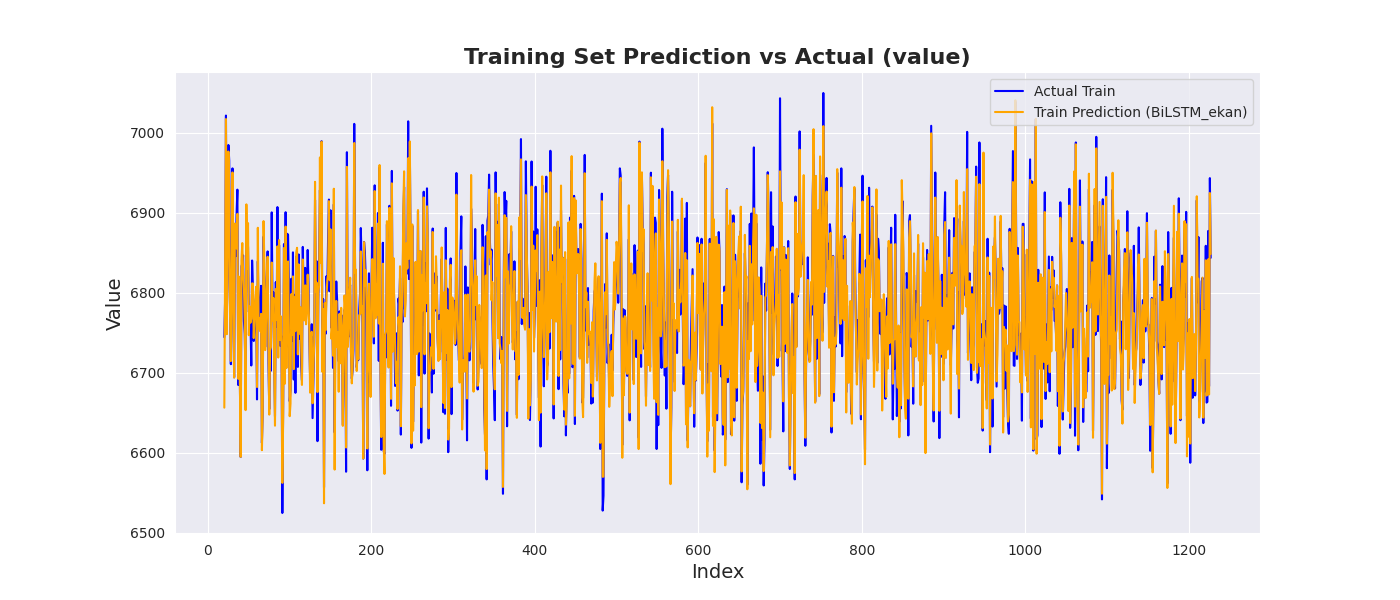 Training Set Prediction vs Actual (value)
Actual Train
Train Prediction (BiLSTM_ekan)
7000
6900
6800
6700
6600
6500
Value
0 200 400 600 800 1000 1200
Index